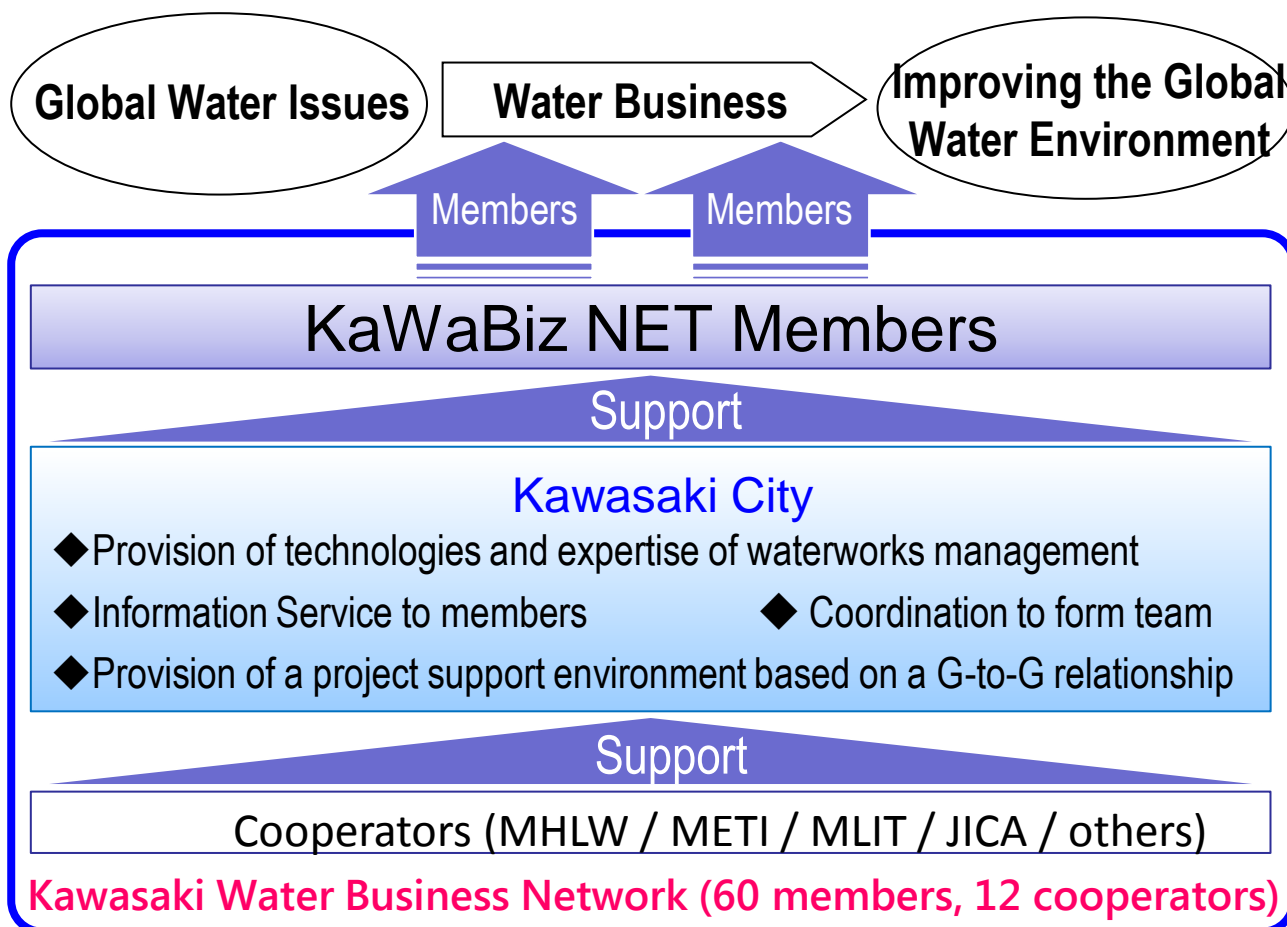 Global Water Issues
Water Business
Improving the Global
Water Environment
Members
Members
KaWaBiz NET Members
Support
Kawasaki City
◆Provision of technologies and expertise of waterworks management
◆Information Service to members ◆ Coordination to form team
◆Provision of a project support environment based on a G-to-G relationship
Support
Cooperators (MHLW / METI / MLIT / JICA / others)
Kawasaki Water Business Network (60 members, 12 cooperators)